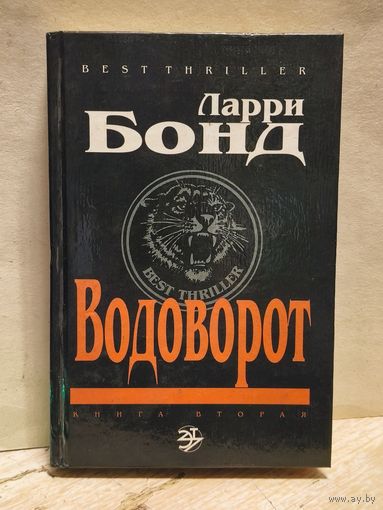 BEST THRILLER
Ларри
Бонд
BEST THRILLER
Водоворот
КНИГА ВТОРАЯ
www.ay.by